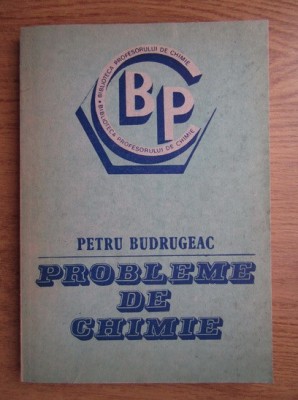 BIBLIOTECA PROFESORULUI DE CHIMIE
BIBLIOTECA PROFESORULUI DE CHIMIE
BP
PETRU BUDRUGEAC
PROBLEME
DE
CHIMIE